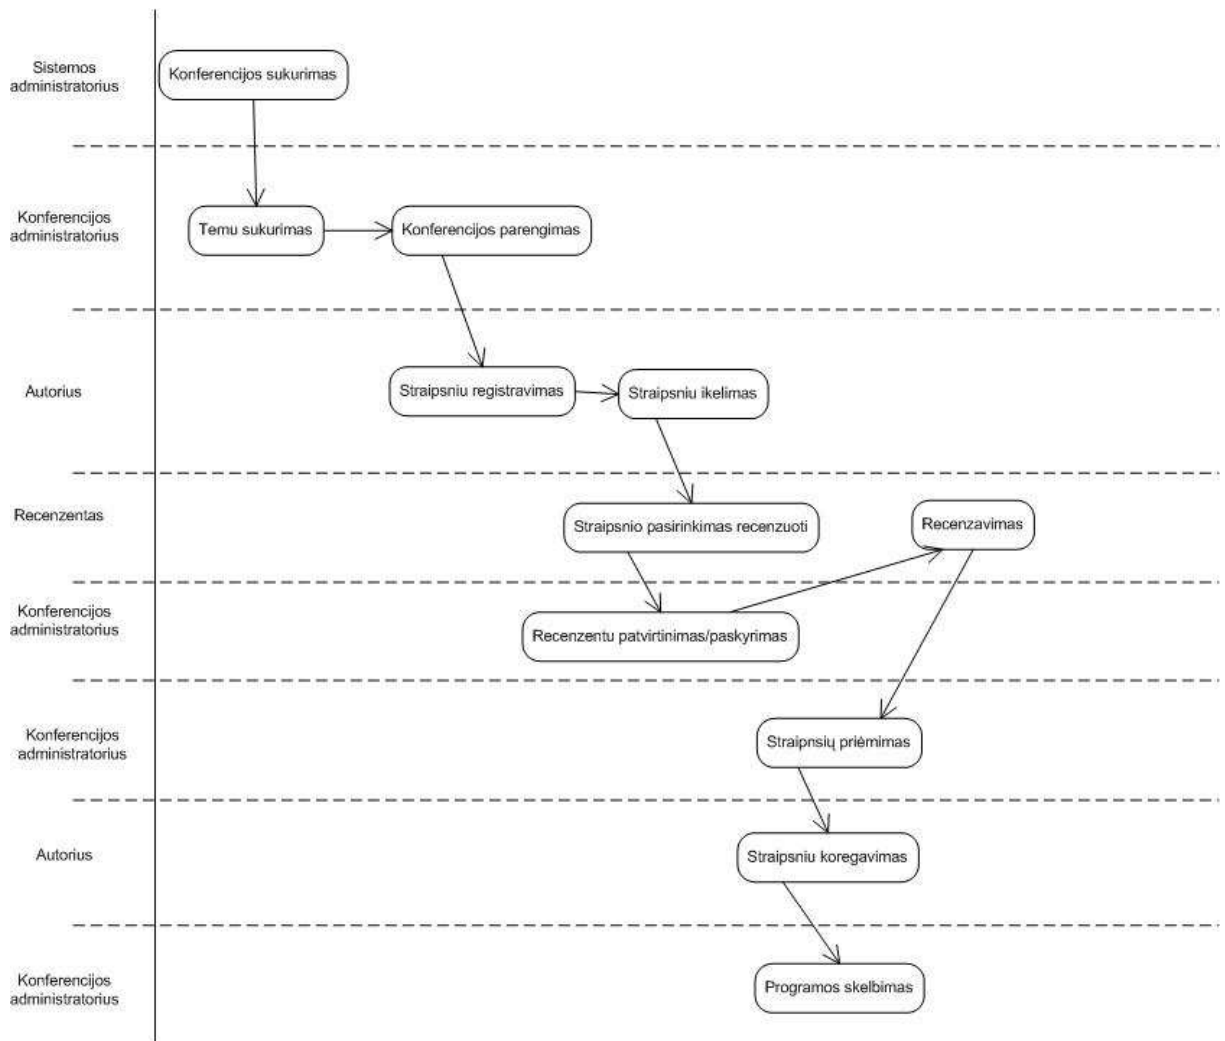 Sistemos
administratorius
Konferencijos sukurimas
Konferencijos
administratorius
Temu sukurimas
Konferencijos parengimas
Autorius
Straipsniu registravimas
Straipsniu ikelimas
Recenzentas
Straipsnio pasirinkimas recenzuoti
Recenzavimas
Konferencijos
administratorius
Recenzentu patvirtinimas/paskyrimas
Konferencijos
administratorius
Straipnsių priėmimas
Autorius
Straipsniu koregavimas
Konferencijos
administratorius
Programos skelbimas